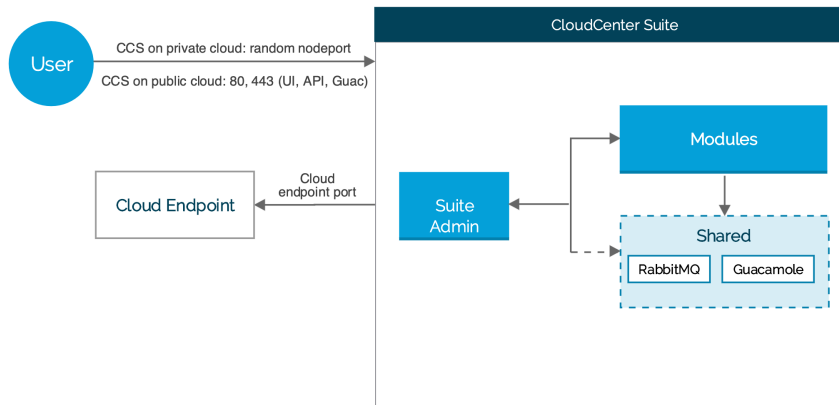 CloudCenter Suite
User
CCS on private cloud: random nodeport
CCS on public cloud: 80, 443 (UI, API, Guac)
Modules
Cloud Endpoint
Cloud
endpoint port
Suite
Admin
Shared
RabbitMQ
Guacamole